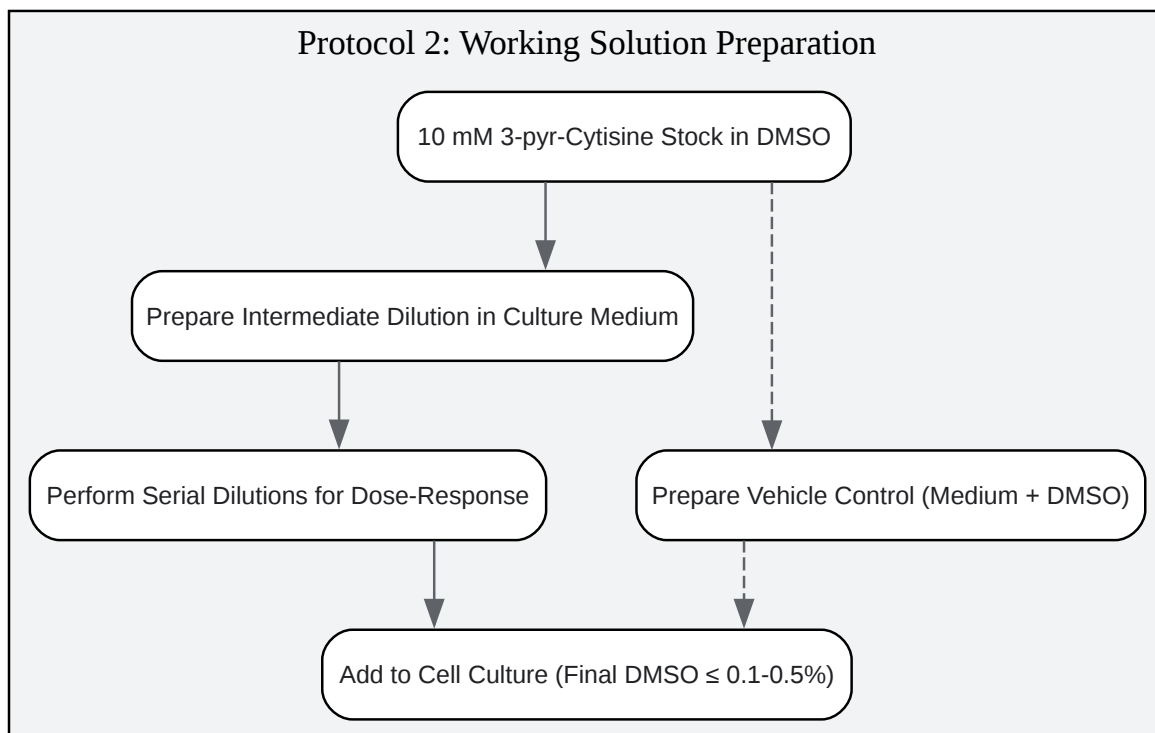 Protocol 2: Working Solution Preparation
10 mM 3-pyr-Cytisine Stock in DMSO
Prepare Intermediate Dilution in Culture Medium
Perform Serial Dilutions for Dose-Response
Prepare Vehicle Control (Medium + DMSO)
Add to Cell Culture (Final DMSO ≤ 0.1-0.5%)